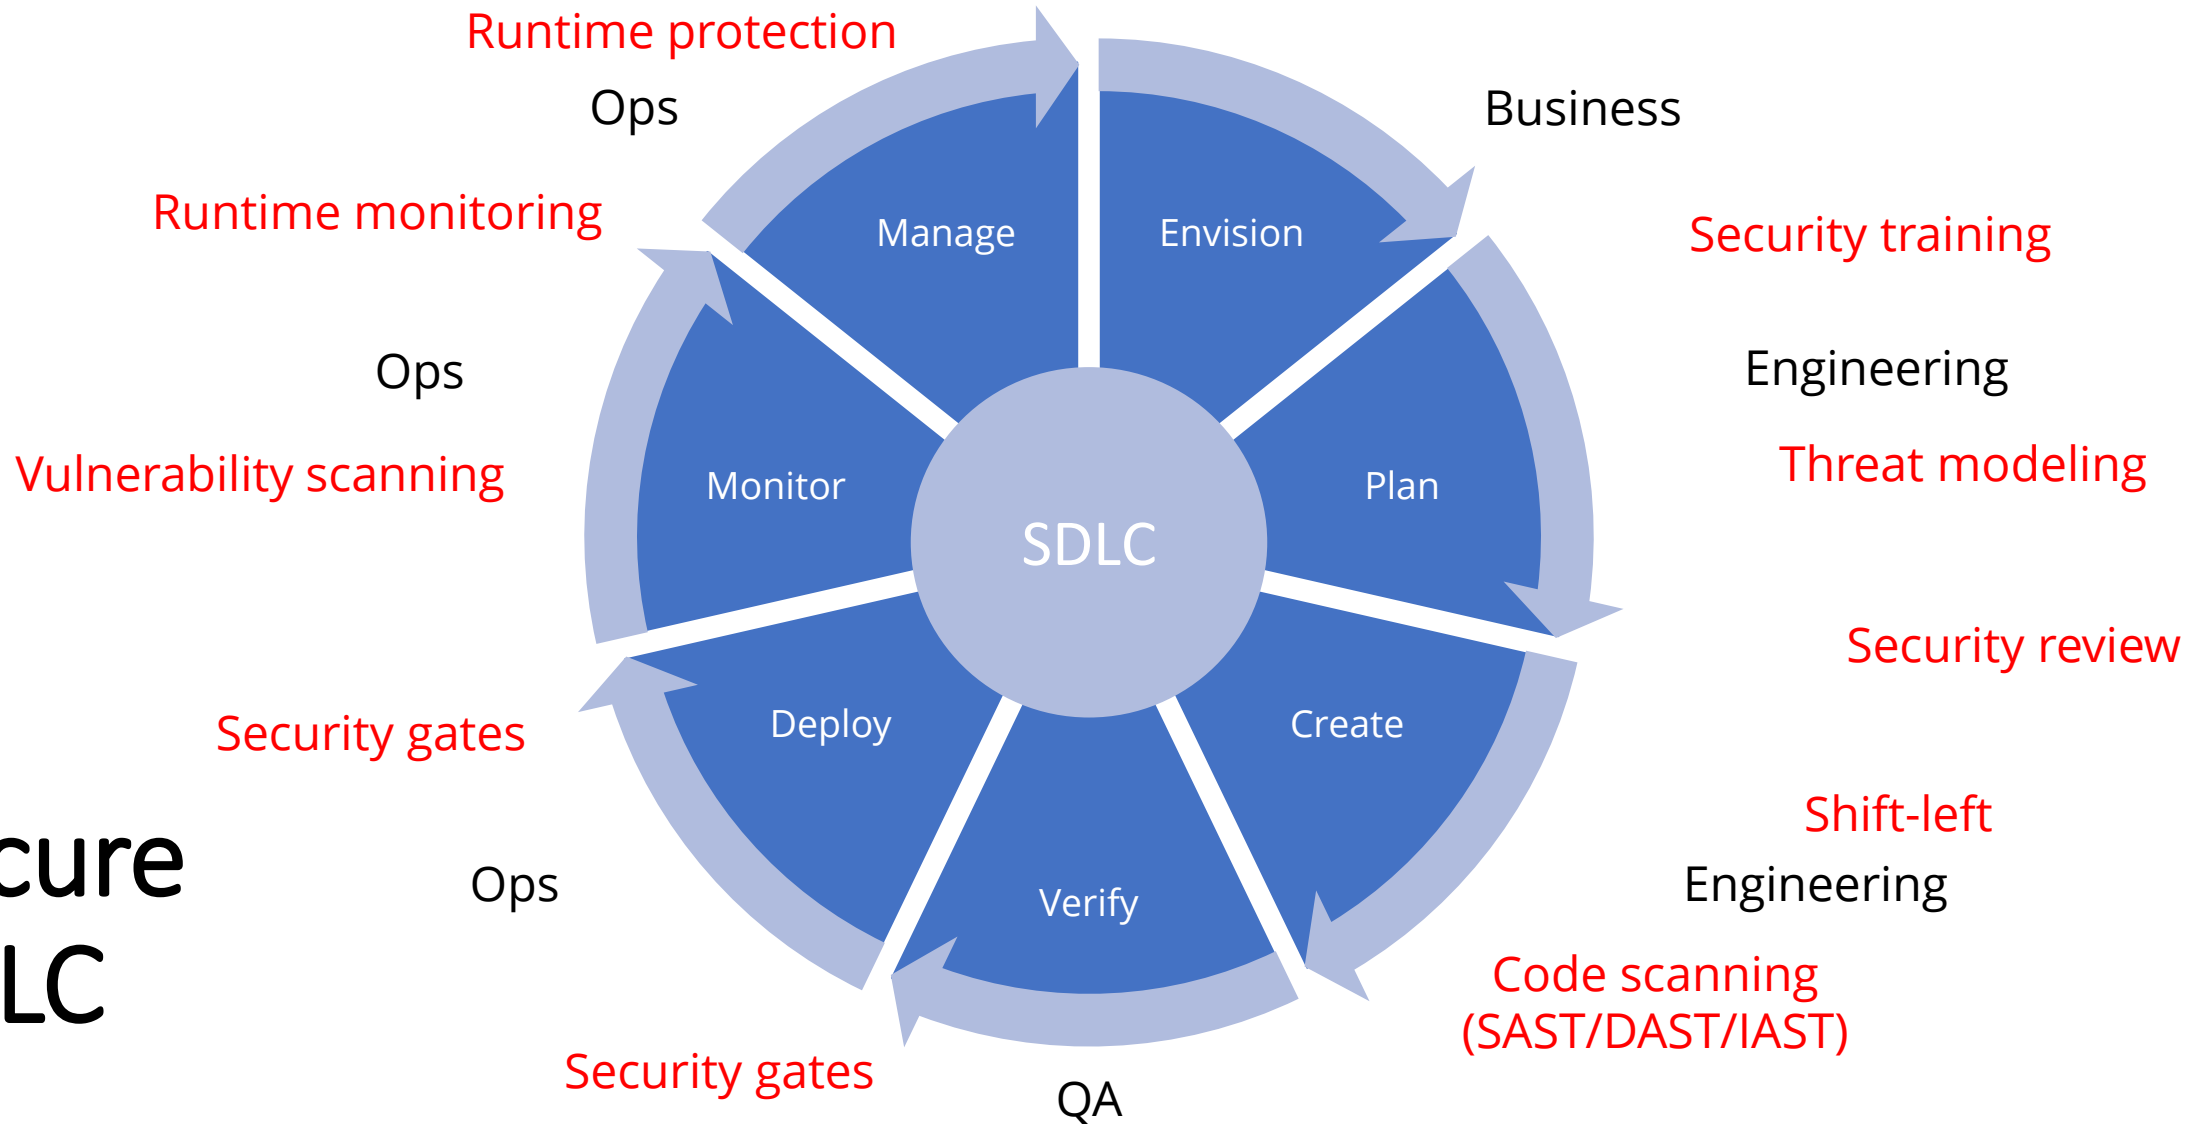 Runtime protection
Ops
Business
Runtime monitoring
Manage
Envision
Security training
Ops
Engineering
Vulnerability scanning
Monitor
Plan
Threat modeling
SDLC
Security review
Security gates
Deploy
Create
Shift-left
cure
LC
Ops
Verify
Engineering
Code scanning
(SAST/DAST/IAST)
Security gates
QA